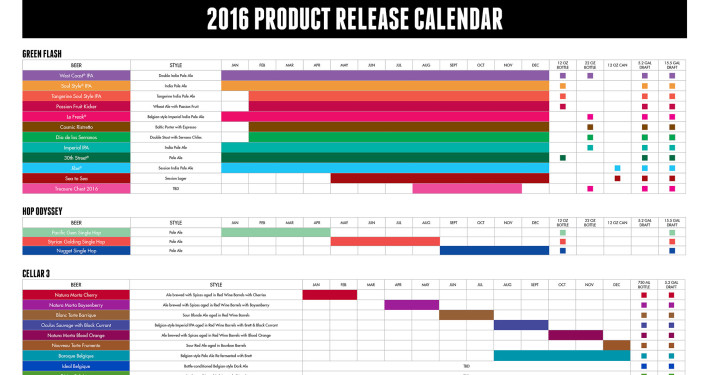 2016 PRODUCT RELEASE CALENDAR
GREEN FLASH
BEER STYLE JAN FEB MAR APR MAY JUN JUL AUG SEPT OCT NOV DEC 12 OZ BOTTLE 22 OZ BOTTLE 12 OZ CAN 5.2 GAL DRAFT 15.5 GAL DRAFT
West Coast® IPA Double India Pale Ale
Soul Style® IPA India Pale Ale
Tangerine Soul Style IPA Tangerine India Pale Ale
Passion Fruit Kicker Wheat Ale with Passion Fruit
Le Freak® Belgian-style Imperial India Pale Ale
Cosmic Ristretto Baltic Porter with Espresso
Dia de los Serranos Double Stout with Serrano Chiles
Imperial IPA India Pale Ale
30th Street® Pale Ale
Session India Pale Ale
Sea to Sea Session Lager
Treasure Chest 2016 TBD
HOP ODYSSEY
BEER STYLE JAN FEB MAR APR MAY JUN JUL AUG SEPT OCT NOV DEC 12 OZ BOTTLE 22 OZ BOTTLE 12 OZ CAN 5.2 GAL DRAFT 15.5 GAL DRAFT
Pacific Gem Single Hop Pale Ale
Styrian Golding Single Hop Pale Ale
Nugget Single Hop Pale Ale
CELLAR 3
BEER STYLE JAN FEB MAR APR MAY JUN JUL AUG SEPT OCT NOV DEC 750 ML BOTTLE 5.2 GAL DRAFT
Natura Morta Cherry Ale brewed with Spices aged in Red Wine Barrels with Cherries
Natura Morta Boysenberry Ale brewed with Spices aged in Red Wine Barrels with Boysenberry
Blanc Tarte Barrique Sour Blonde Ale aged in Red Wine Barrels
Oculus Sauvage with Black Currant Belgian-style Imperial IPA aged in Red Wine Barrels with Brett & Black Currant
Natura Morta Blood Orange Ale brewed with Spices aged in Red Wine Barrels with Blood Orange
Nouveau Tarte Fromente Sour Red Ale aged in Bourbon Barrels
Baroque Belgique Belgian-style Pale Ale Re-fermented with Brett
Ideal Belgique Bottle-conditioned Belgian-style Dark Ale TBD